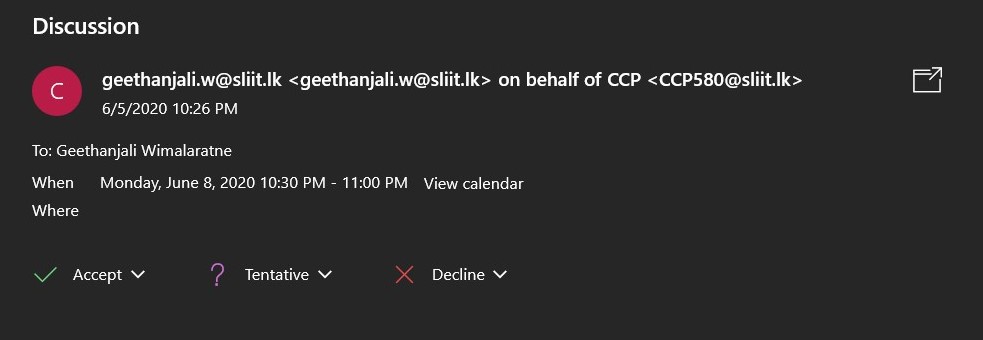 Discussion
C
geethanjali.w@sliit.lk <geethanjali.w@sliit.lk> on behalf of CCP <CCP580@sliit.lk>
6/5/2020 10:26 PM
To: Geethanjali Wimalaratne
When Monday, June 8, 2020 10:30 PM - 11:00 PM View calendar
Where
Accept Tentative Decline